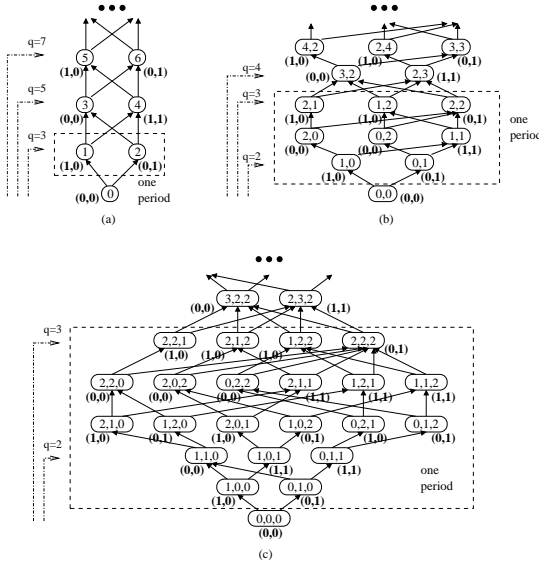 q=7
5 6
(1,0) (0,1)
q=5
3 4
(0,0) (1,1)
q=3
1 2
(1,0) (0,1)
one
period
0
(0,0)
(a)
4,2 2,4 3,3
(1,0) (1,0) (0,1)
q=4
3,2 2,3
(0,0) (1,1)
q=3
2,1 1,2 2,2
(1,0) (1,0) (0,1)
one
period
2,0 0,2 1,1
(0,0) (0,0) (1,1)
q=2
1,0 0,1
(1,0) (0,1)
0,0
(0,0)
(b)
3,2,2 2,3,2
(0,0) (1,1)
q=3
2,2,1 2,1,2 1,2,2 2,2,2
(1,0) (1,0) (1,0) (0,1)
2,2,0 2,0,2 0,2,2 2,1,1 1,2,1 1,1,2
(0,0) (0,0) (0,0) (1,1) (1,1) (1,1)
2,1,0 1,2,0 2,0,1 1,0,2 0,2,1 0,1,2
(1,0) (0,1) (1,0) (0,1) (1,0) (0,1)
q=2
1,1,0 1,0,1 0,1,1
(0,0) (1,1) (1,1)
one
period
1,0,0 0,1,0
(1,0) (0,1)
0,0,0
(0,0)
(c)